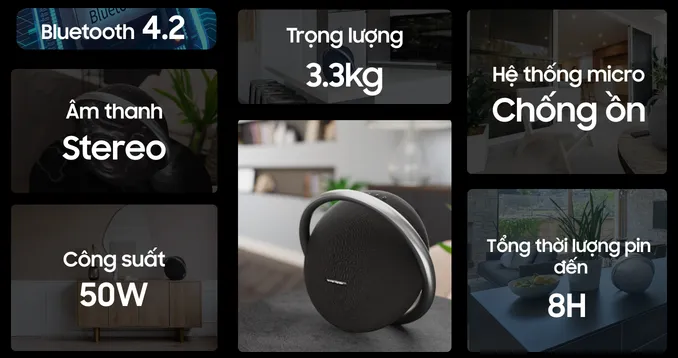 Bluetooth 4.2
Âm thanh
Stereo
Công suất
50W
Trọng lượng
3.3kg
Hệ thống micro
Chống ồn
Tổng thời lượng pin
đến
8H